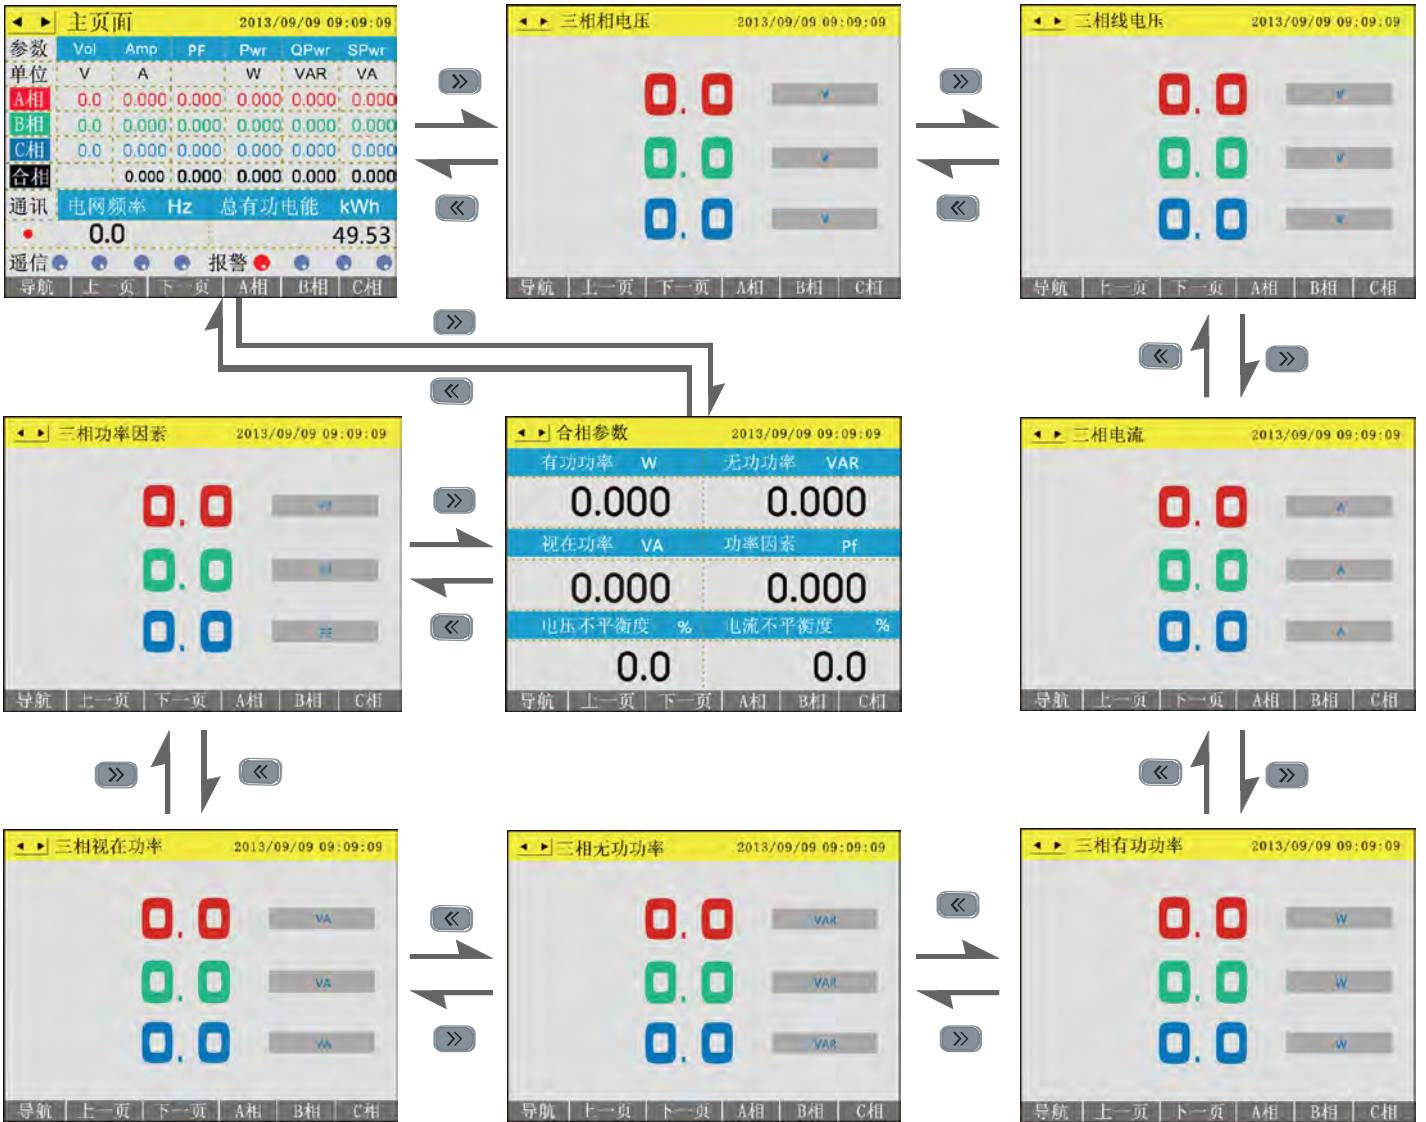 主页面 2013/09/09 09:09:09
参数 Vol Amp PF Pwr QPwr SPwr
单位 V A W VAR VA
A相 0.0 0.000 0.000 0.000 0.000 0.000
B相 0.0 0.000 0.000 0.000 0.000 0.000
C相 0.0 0.000 0.000 0.000 0.000 0.000
合相 0.000 0.000 0.000 0.000 0.000
通讯 电网频率 Hz 总有功电能 kWh
0.0 49.53
遥信 报警
导航 上一页 下一页 A相 B相 C相
三相相电压 2013/09/09 09:09:09
0.0 V
0.0 V
0.0 V
导航 上一页 下一页 A相 B相 C相
三相线电压 2013/09/09 09:09:09
0.0 V
0.0 V
0.0 V
导航 上一页 下一页 A相 B相 C相
三相功率因素 2013/09/09 09:09:09
0.0 PF
0.0 PF
0.0 PF
导航 上一页 下一页 A相 B相 C相
合相参数 2013/09/09 09:09:09
有功功率 W 无功功率 VAR
0.000 0.000
视在功率 VA 功率因素 Pf
0.000 0.000
电压不平衡度 % 电流不平衡度 %
0.0 0.0
导航 上一页 下一页 A相 B相 C相
三相电流 2013/09/09 09:09:09
0.0 A
0.0 A
0.0 A
导航 上一页 下一页 A相 B相 C相
三相视在功率 2013/09/09 09:09:09
0.0 VA
0.0 VA
0.0 VA
导航 上一页 下一页 A相 B相 C相
三相无功功率 2013/09/09 09:09:09
0.0 VAR
0.0 VAR
0.0 VAR
导航 上一页 下一页 A相 B相 C相
三相有功功率 2013/09/09 09:09:09
0.0 W
0.0 W
0.0 W
导航 上一页 下一页 A相 B相 C相